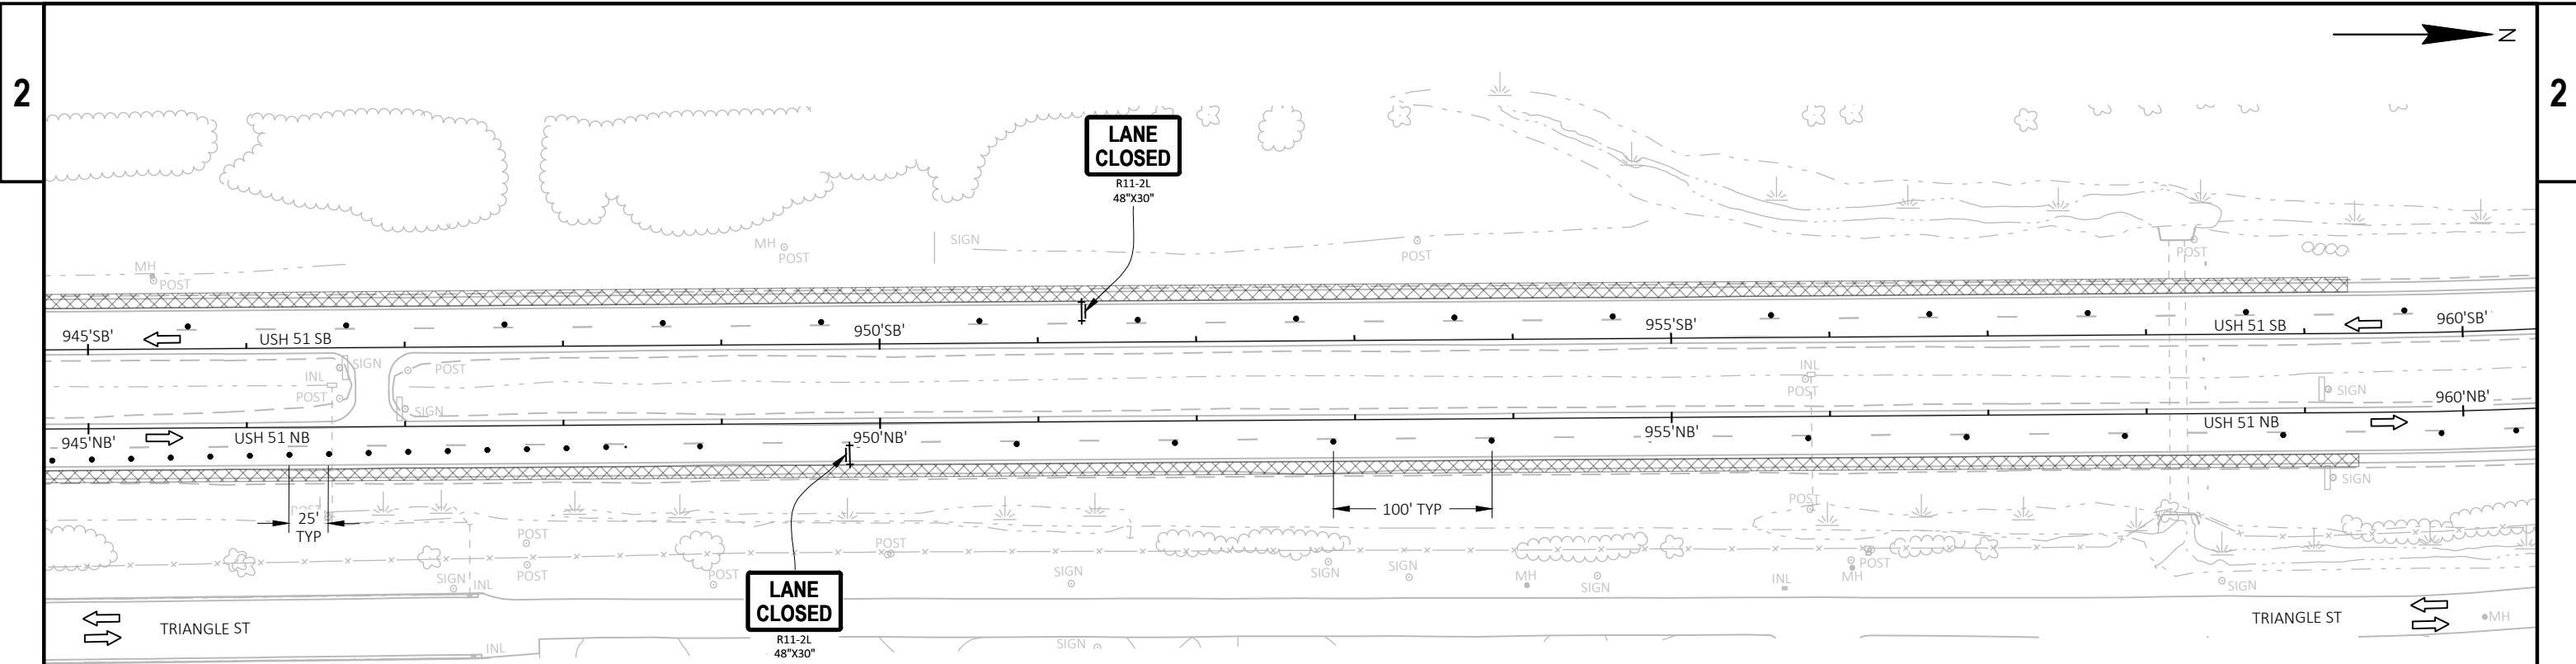 2
2
N
LANE
CLOSED
R11-2L
48"X30"
MH
POST
SIGN
POST
MH
POST
POST
945'SB'
USH 51 SB
950'SB'
955'SB'
USH 51 SB
960'SB'
SIGN
POST
INL
POST
SIGN
INL
POST
SIGN
945'NB'
USH 51 NB
950'NB'
955'NB'
USH 51 NB
960'NB'
SIGN
POST
25'
TYP
100' TYP
POST
POST
POST
POST
POST
SIGN
INL
SIGN
SIGN
SIGN
MH
SIGN
INL
MH
POST
SIGN
LANE
CLOSED
R11-2L
48"X30"
TRIANGLE ST
INL
SIGN
TRIANGLE ST
MH